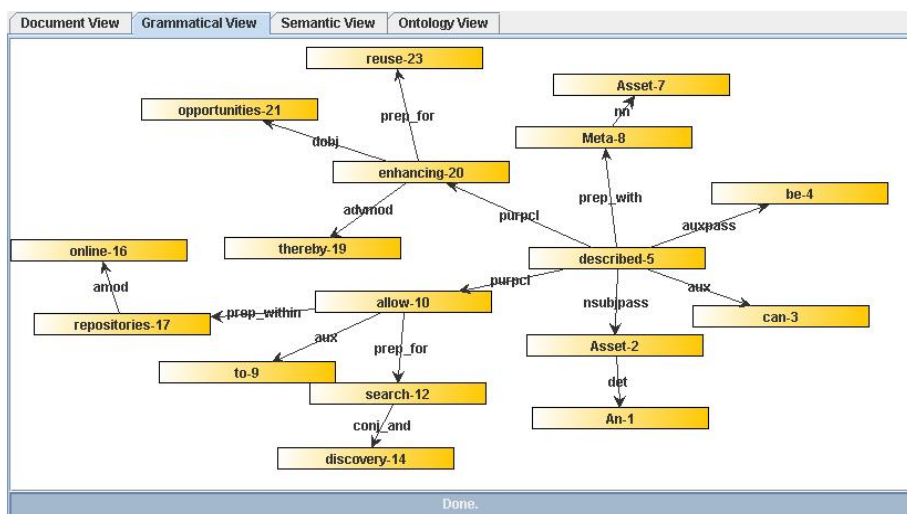 Document View Grammatical View Semantic View Ontology View
reuse-23
Asset-7
opportunities-21
prep_for
nn
Meta-8
dobj
enhancing-20
prep_with
be-4
advmod
purpcl
auxpass
thereby-19
online-16
described-5
purpcl
amod
allow-10
nsubjpass
aux
prep_within
can-3
repositories-17
aux
prep_for
Asset-2
to-9
det
search-12
An-1
conj_and
discovery-14
Done.